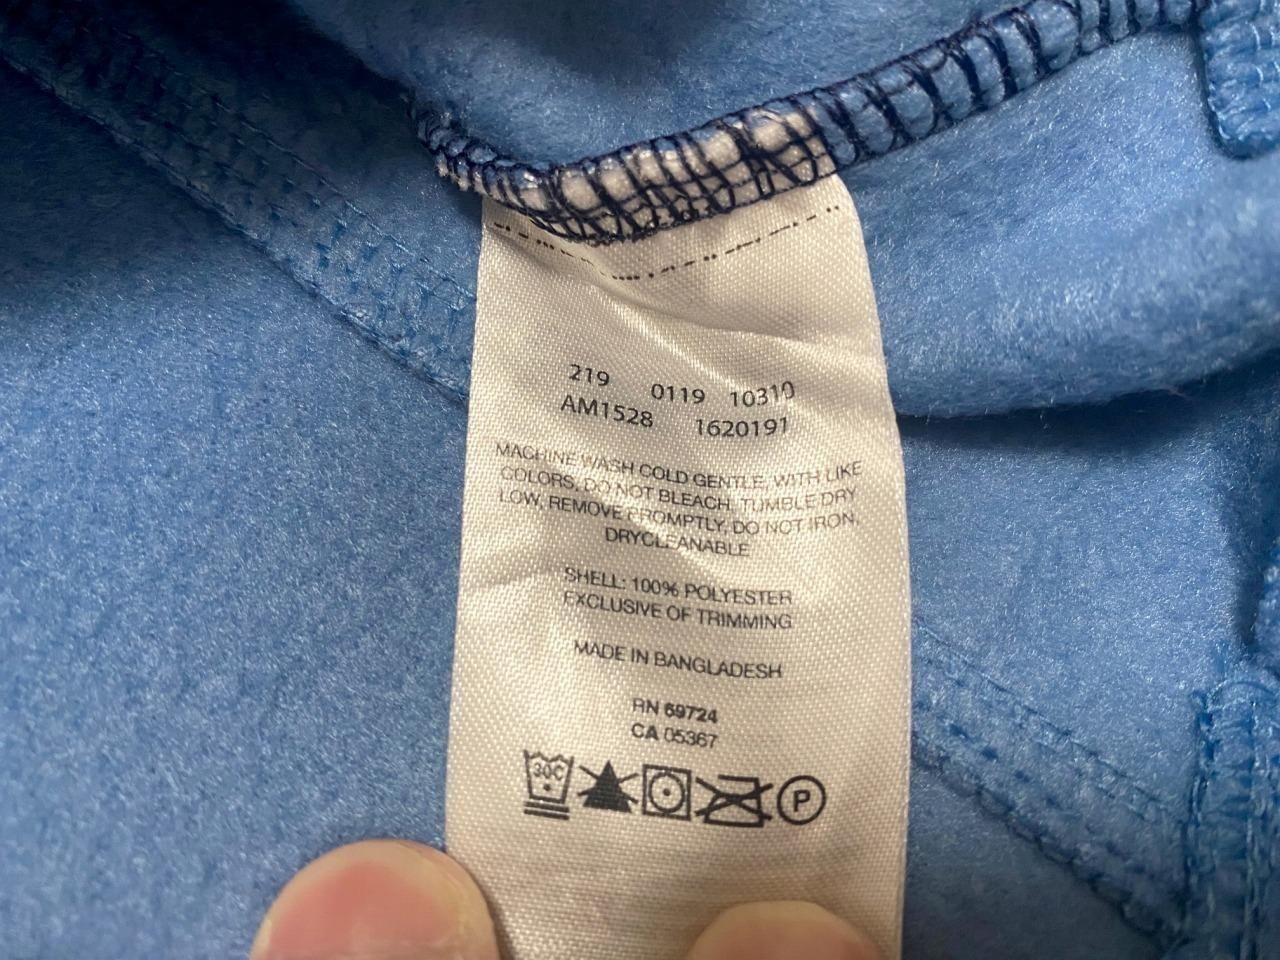 219 0119 10310
AM1528 1620191
MACHINE WASH COLD GENTLE, WITH LIKE
COLORS, DO NOT BLEACH, TUMBLE DRY
LOW, REMOVE PROMPTLY, DO NOT IRON,
DRYCLEANABLE
SHELL: 100% POLYESTER
EXCLUSIVE OF TRIMMING
MADE IN BANGLADESH
RN 69724
CA 05367
30C P